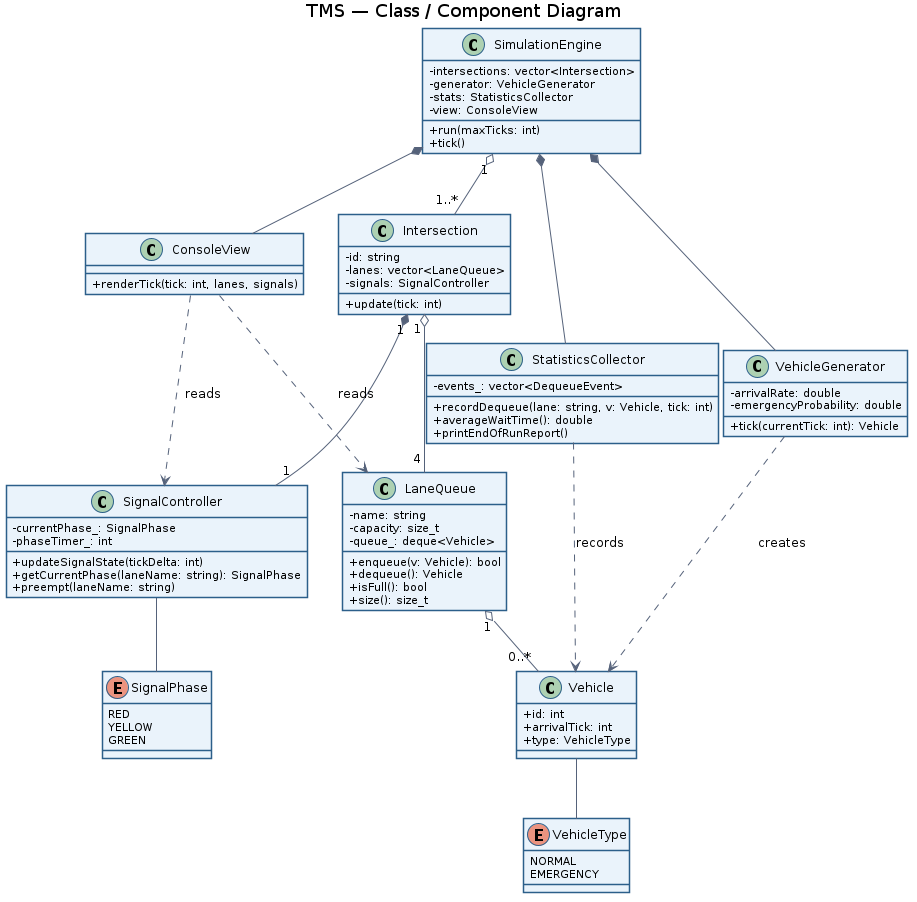 TMS — Class / Component Diagram
C SimulationEngine
-intersections: vector<Intersection>
-generator: VehicleGenerator
-stats: StatisticsCollector
-view: ConsoleView
+run(maxTicks: int)
+tick()
1
1..*
C ConsoleView
+renderTick(tick: int, lanes, signals)
C Intersection
-id: string
-lanes: vector<LaneQueue>
-signals: SignalController
+update(tick: int)
1
1
C StatisticsCollector
-events_: vector<DequeueEvent>
+recordDequeue(lane: string, v: Vehicle, tick: int)
+averageWaitTime(): double
+printEndOfRunReport()
C VehicleGenerator
-arrivalRate: double
-emergencyProbability: double
+tick(currentTick: int): Vehicle
reads
reads
1
4
C SignalController
-currentPhase_: SignalPhase
-phaseTimer_: int
+updateSignalState(tickDelta: int)
+getCurrentPhase(laneName: string): SignalPhase
+preempt(laneName: string)
C LaneQueue
-name: string
-capacity: size_t
-queue_: deque<Vehicle>
+enqueue(v: Vehicle): bool
+dequeue(): Vehicle
+isFull(): bool
+size(): size_t
records
creates
1
0..*
E SignalPhase
RED
YELLOW
GREEN
C Vehicle
+id: int
+arrivalTick: int
+type: VehicleType
E VehicleType
NORMAL
EMERGENCY